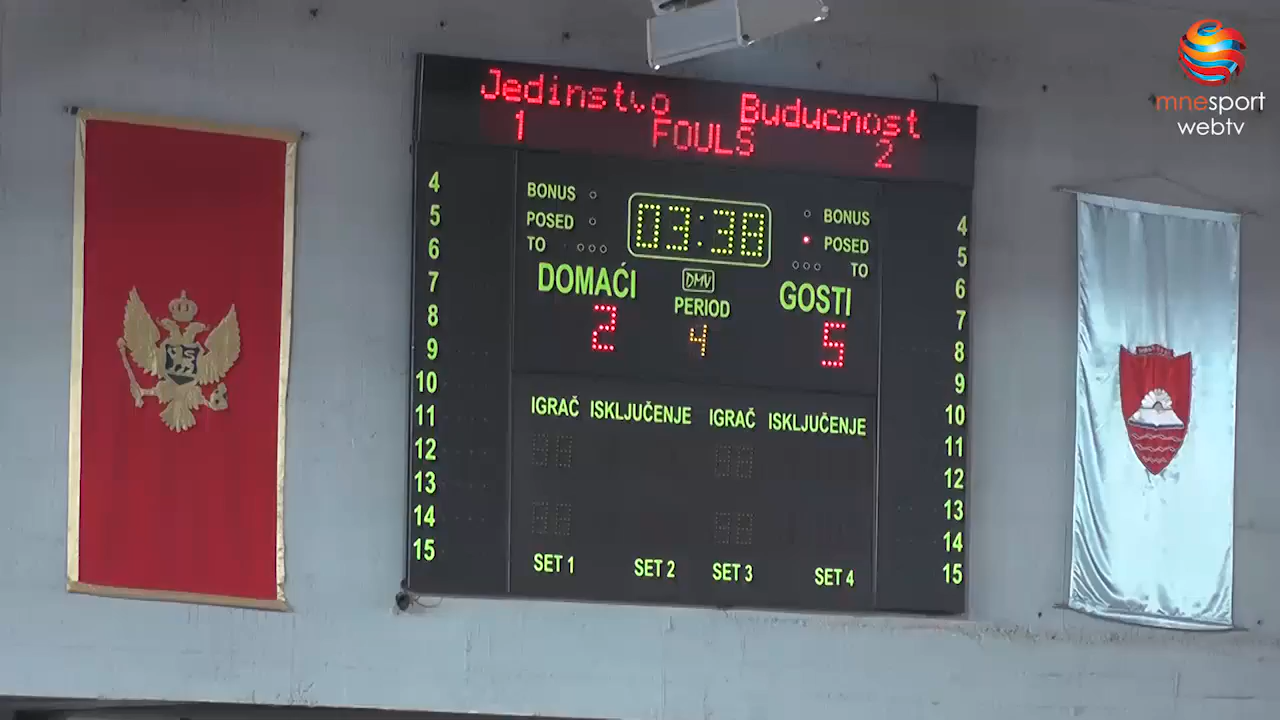 mnesport
webtv
Jedinstvo Buducnost
1 FOULS 2
BONUS 03:38 BONUS
POSED POSED
TO TO
DOMAĆI DMV GOSTI
PERIOD
2 4 5
IGRAČ ISKLJUČENJE IGRAČ ISKLJUČENJE
SET 1 SET 2 SET 3 SET 4
4
5
6
7
8
9
10
11
12
13
14
15
4
5
6
7
8
9
10
11
12
13
14
15